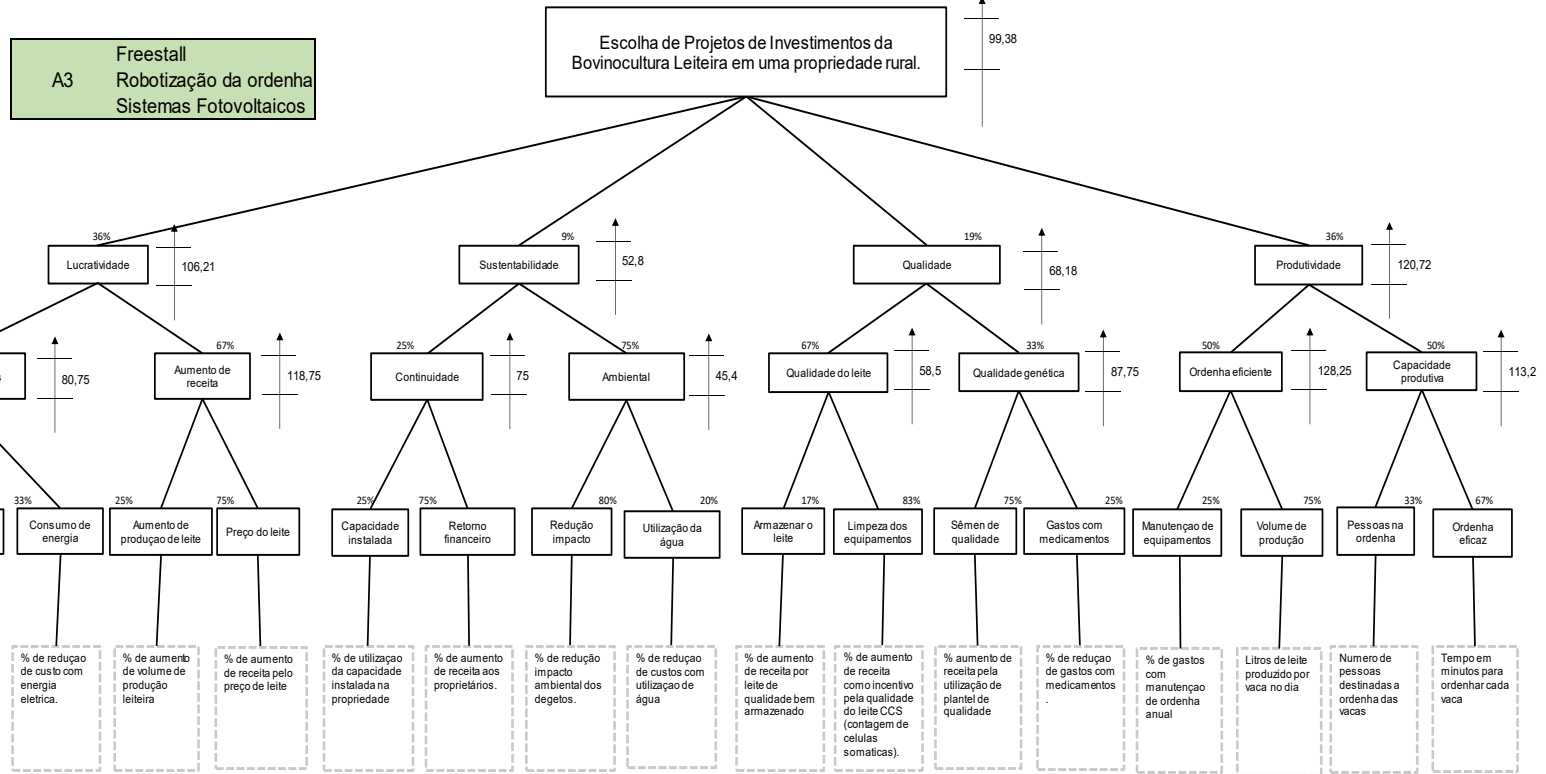 Freestall
A3 Robotização da ordenha
Sistemas Fotovoltaicos
Escolha de Projetos de Investimentos da
Bovinocultura Leiteira em uma propriedade rural.
99,38
36%
Lucratividade
106,21
9%
Sustentabilidade
52,8
19%
Qualidade
68,18
36%
Produtividade
120,72
s
80,75
67%
Aumento de
receita
118,75
25%
Continuidade
75
75%
Ambiental
45,4
67%
Qualidade do leite
58,5
33%
Qualidade genética
87,75
50%
Ordenha eficiente
128,25
50%
Capacidade
produtiva
113,2
33%
Consumo de
energia
25%
Aumento de
produçao de leite
75%
Preço do leite
25%
Capacidade
instalada
75%
Retorno
financeiro
80%
Redução
impacto
20%
Utilização da
água
17%
Armazenar o
leite
83%
Limpeza dos
equipamentos
75%
Sêmen de
qualidade
25%
Gastos com
medicamentos
25%
Manutençao de
equipamentos
75%
Volume de
produção
33%
Pessoas na
ordenha
67%
Ordenha
eficaz
% de reduçao
de custo com
energia
eletrica.
% de aumento
de volume de
produção
leiteira
% de aumento
de receita pelo
preço de leite
% de utilizaçao
da capacidade
instalada na
propriedade
% de aumento
de receita aos
proprietários.
% de redução
impacto
ambiental dos
degetos.
% de reduçao
de custos com
utilizaçao de
água
% de aumento
de receita por
leite de
qualidade bem
armazenado
% de aumento
de receita
como incentivo
pela qualidade
do leite CCS
(contagem de
celulas
somaticas).
% aumento de
receita pela
utilização de
plantel de
qualidade
% de reduçao
de gastos com
medicamentos
.
% de gastos
com
manutençao
de ordenha
anual
Litros de leite
produzido por
vaca no dia
Numero de
pessoas
destinadas a
ordenha das
vacas
Tempo em
minutos para
ordenhar cada
vaca